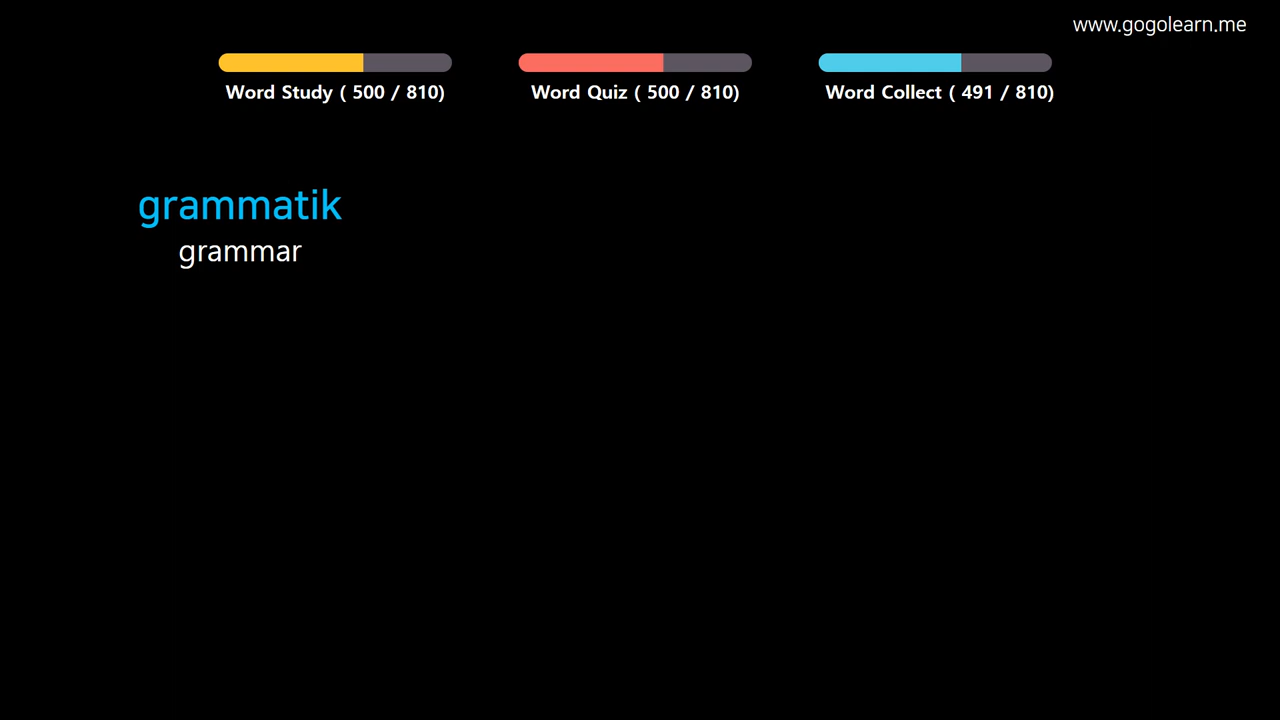 www.gogolearn.me
Word Study ( 500 / 810)
Word Quiz ( 500 / 810)
Word Collect ( 491 / 810)
grammatik
grammar